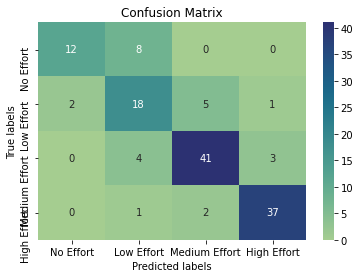 Confusion Matrix
No Effort 12 8 0 0
Low Effort 2 18 5 1
Medium Effort 0 4 41 3
High Effort 0 1 2 37
No Effort Low Effort Medium Effort High Effort
Predicted labels
True labels
40
35
30
25
20
15
10
5
0